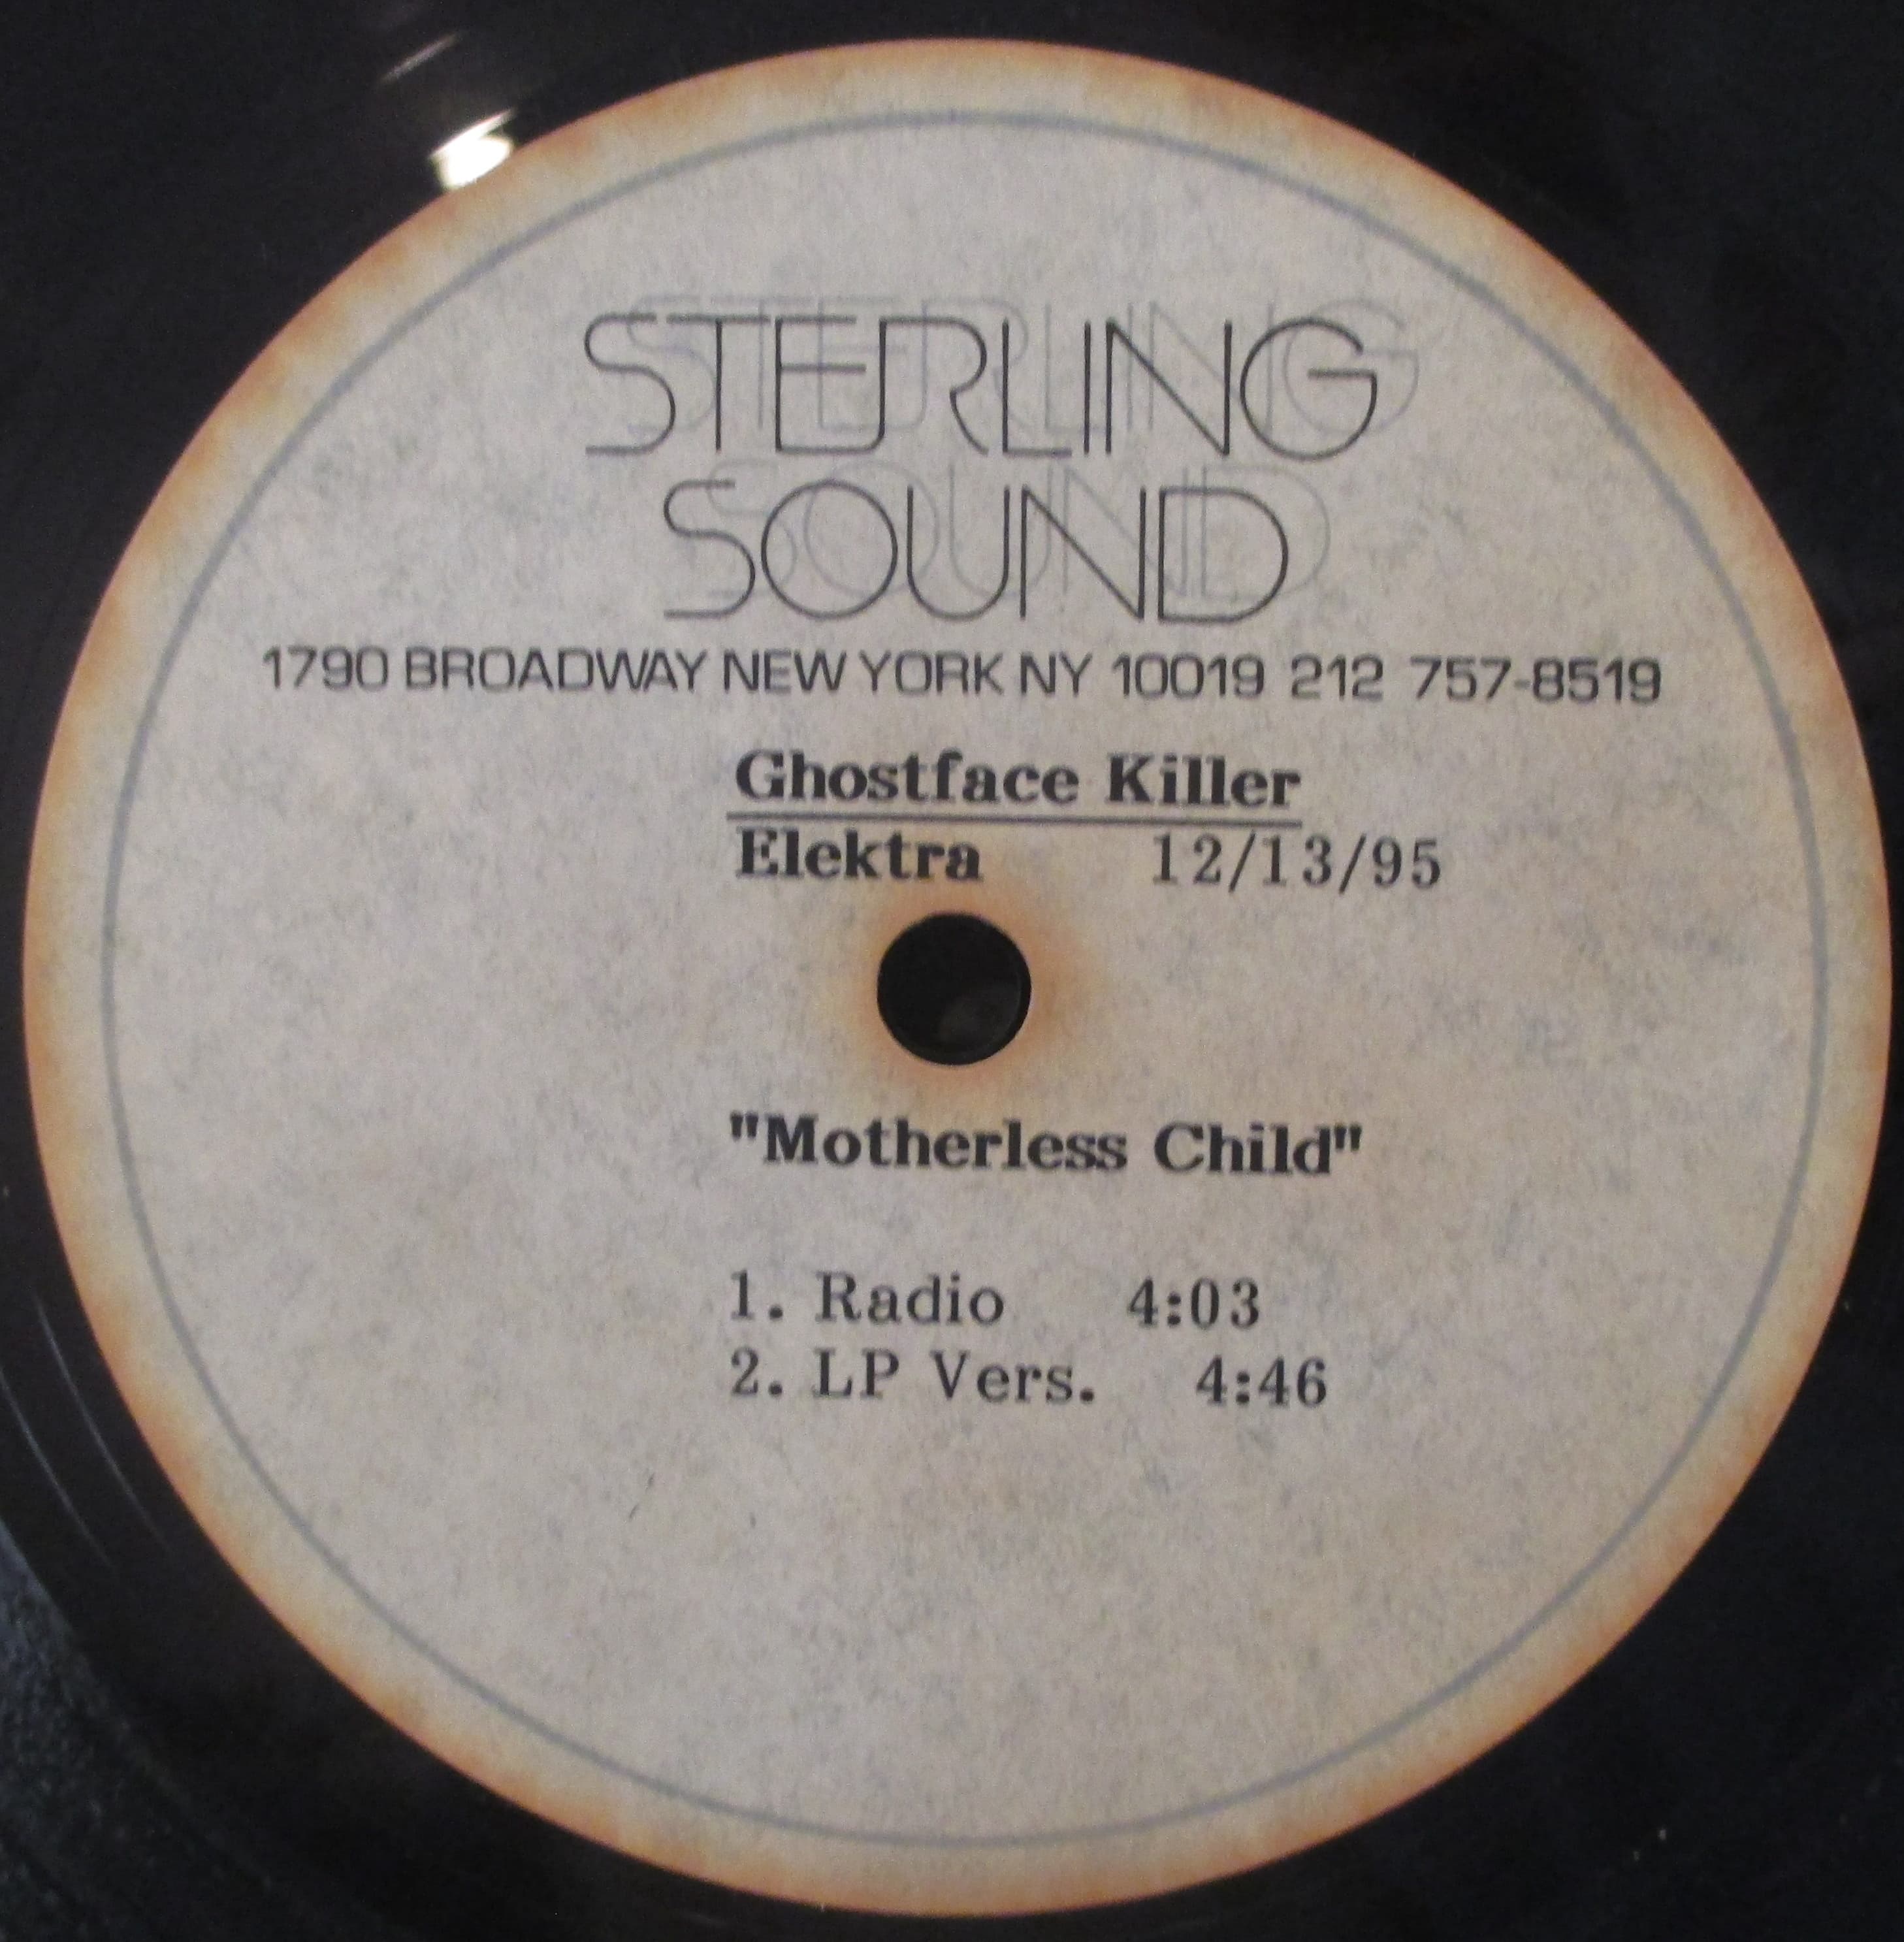 STERLING
SOUND
1790 BROADWAY NEW YORK NY 10019 212 757-8519
Ghostface Killer
Elektra 12/13/95
"Motherless Child"
1. Radio 4:03
2. LP Vers. 4:46